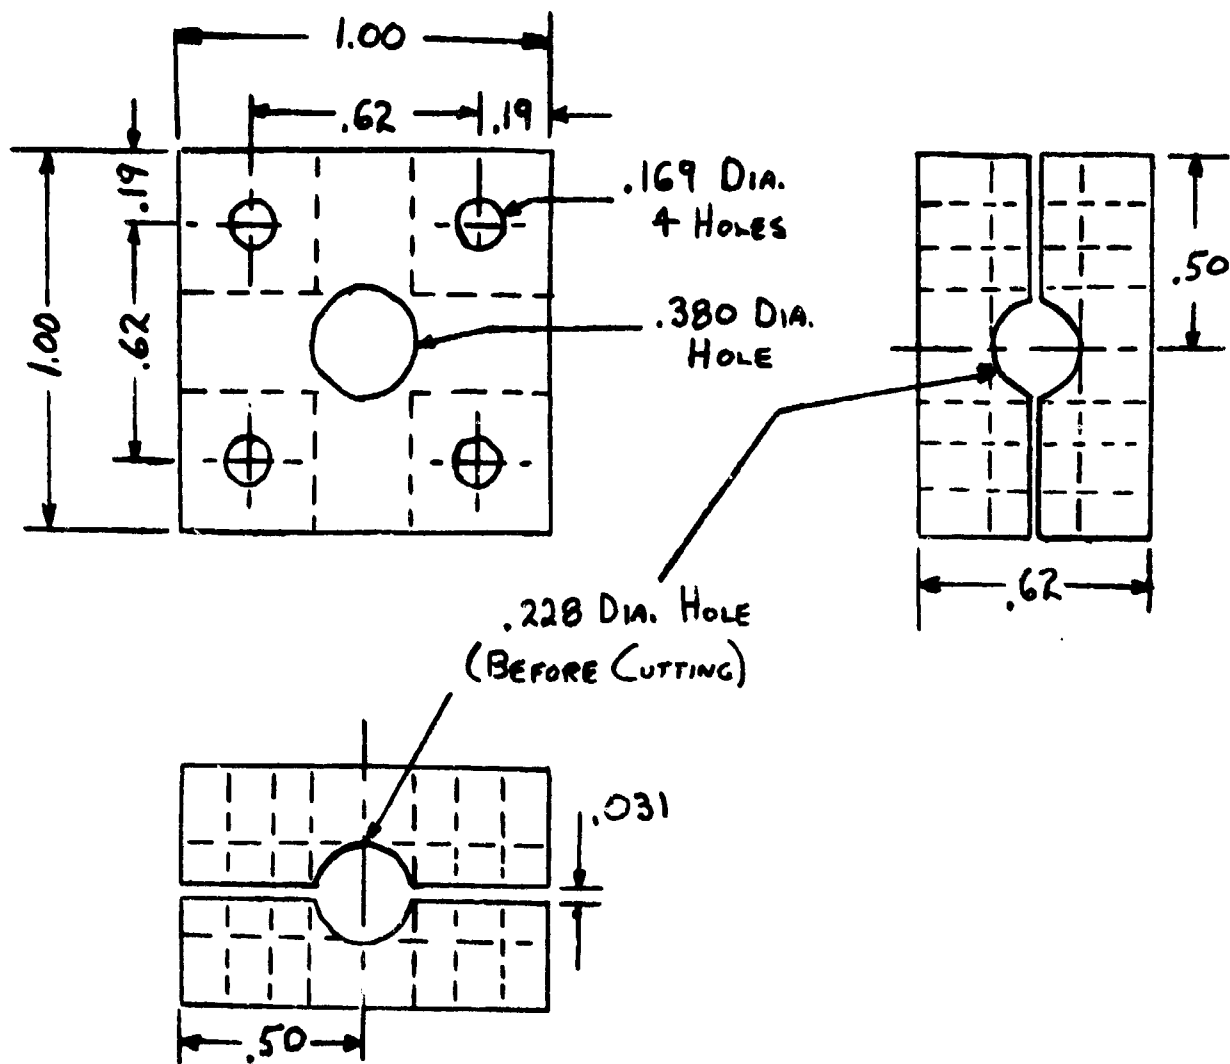 1.00
.62
.19
.19
.62
1.00
.169 DIA.
4 HOLES
.380 DIA.
HOLE
.50
.62
.228 DIA. HOLE
(BEFORE CUTTING)
.031
.50